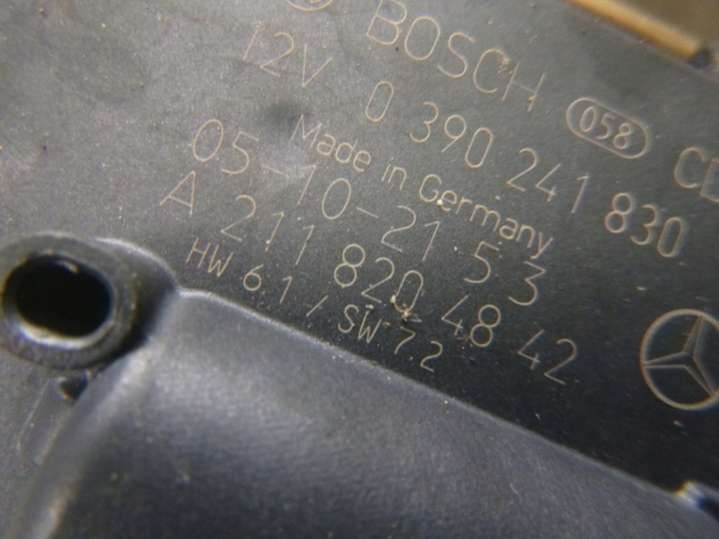 BOSCH
12V 0 390 241 830
058
Made in Germany
05-10-21 53
A 211 820 48 42
HW 6.1 / SW 7.2